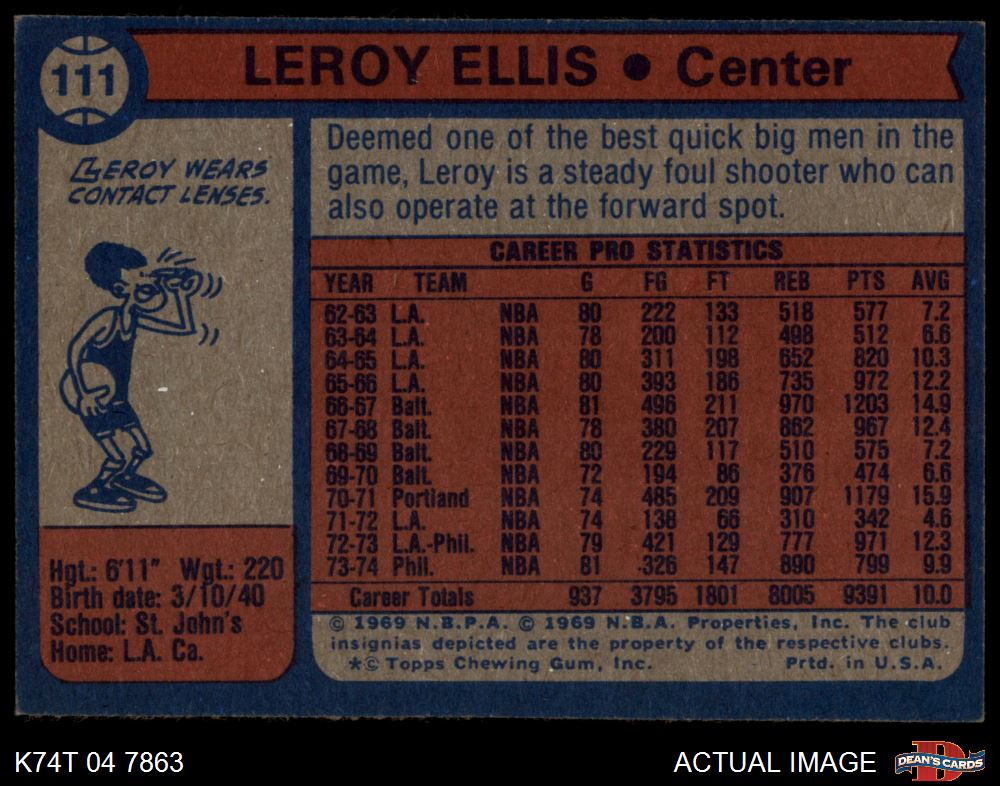 111
LEROY ELLIS • Center
LEROY WEARS
CONTACT LENSES.
Deemed one of the best quick big men in the
game, Leroy is a steady foul shooter who can
also operate at the forward spot.
CAREER PRO STATISTICS
YEAR TEAM G FG FT REB PTS AVG
62-63 L.A. NBA 80 222 133 518 577 7.2
63-64 L.A. NBA 78 200 112 498 512 6.6
64-65 L.A. NBA 80 311 198 652 820 10.3
65-66 L.A. NBA 80 393 186 735 972 12.2
66-67 Balt. NBA 81 496 211 970 1203 14.9
67-68 Balt. NBA 78 380 207 862 967 12.4
68-69 Balt. NBA 80 229 117 510 575 7.2
69-70 Balt. NBA 72 194 86 376 474 6.6
70-71 Portland NBA 74 485 209 907 1179 15.9
71-72 L.A. NBA 74 138 66 310 342 4.6
72-73 L.A.-Phil. NBA 79 421 129 777 971 12.3
73-74 Phil. NBA 81 326 147 890 799 9.9
Career Totals 937 3795 1801 8005 9391 10.0
Hgt.: 6'11" Wgt.: 220
Birth date: 3/10/40
School: St. John's
Home: L.A. Ca.
© 1969 N.B.P.A. © 1969 N.B.A. Properties, Inc. The club
insignias depicted are the property of the respective clubs.
*© Topps Chewing Gum, Inc. Prtd. in U.S.A.
K74T 04 7863
ACTUAL IMAGE
D
DEAN'S CARDS